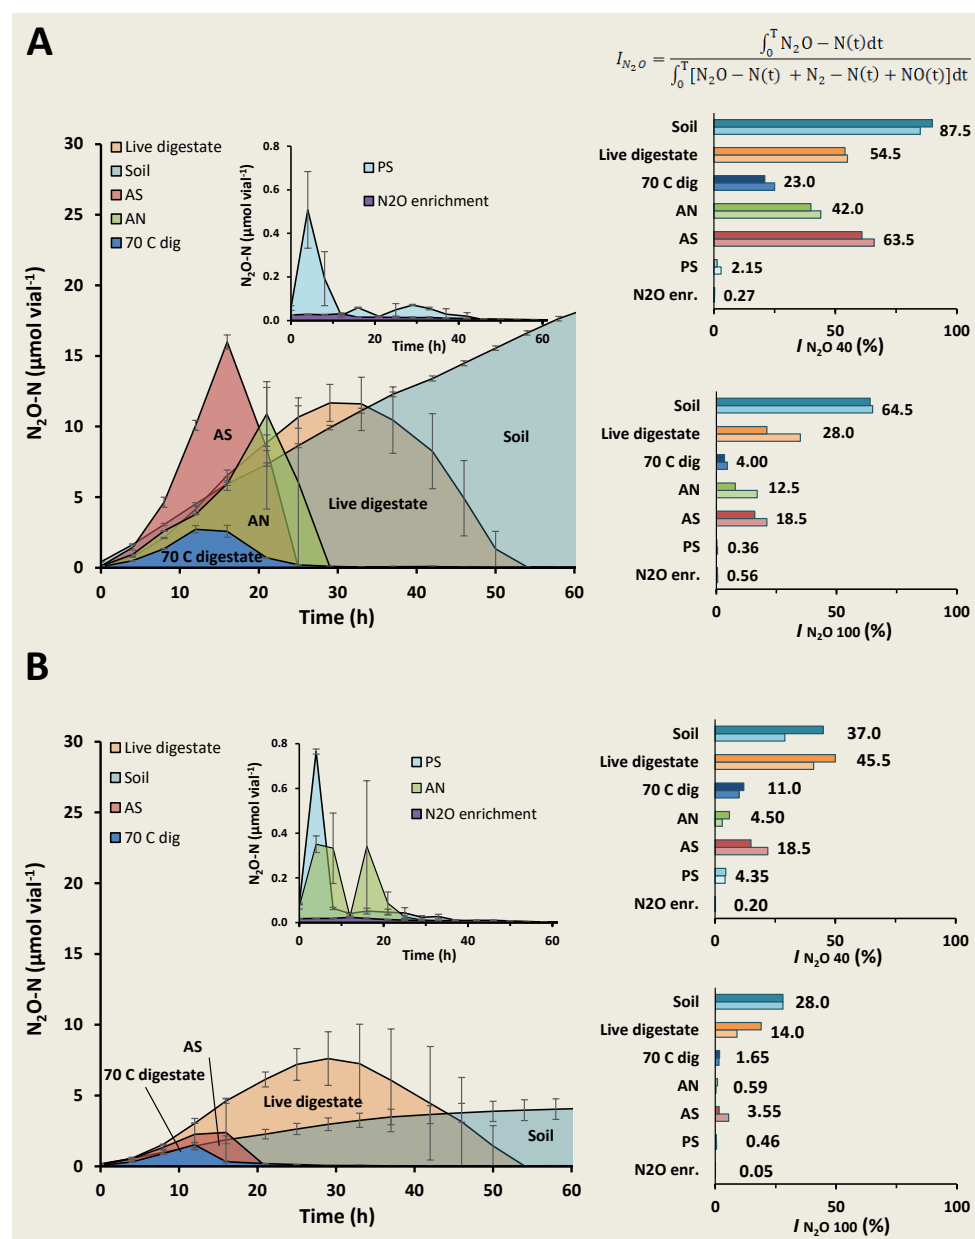 A
I_{N₂O} = ∫₀ᵀ N₂O − N(t)dt / ∫₀ᵀ[N₂O − N(t) + N₂ − N(t) + NO(t)]dt
Live digestate
Soil
AS
AN
70 C dig
N₂O-N (µmol vial⁻¹)
30
25
20
15
10
5
0
0 10 20 30 40 50 60
Time (h)
AS
AN
70 C digestate
Live digestate
Soil
N₂O-N (µmol vial⁻¹)
0.8
0.6
0.4
0.2
0.0
0 20 40 60
Time (h)
PS
N2O enrichment
Soil 87.5
Live digestate 54.5
70 C dig 23.0
AN 42.0
AS 63.5
PS 2.15
N2O enr. 0.27
0 50 100
I N₂O 40 (%)
Soil 64.5
Live digestate 28.0
70 C dig 4.00
AN 12.5
AS 18.5
PS 0.36
N2O enr. 0.56
0 50 100
I N₂O 100 (%)
B
Live digestate
Soil
AS
70 C dig
N₂O-N (µmol vial⁻¹)
30
25
20
15
10
5
0
0 10 20 30 40 50 60
Time (h)
AS
70 C digestate
Live digestate
Soil
N₂O-N (µmol vial⁻¹)
0.8
0.6
0.4
0.2
0.0
0 20 40 60
Time (h)
PS
AN
N2O enrichment
Soil 37.0
Live digestate 45.5
70 C dig 11.0
AN 4.50
AS 18.5
PS 4.35
N2O enr. 0.20
0 50 100
I N₂O 40 (%)
Soil 28.0
Live digestate 14.0
70 C dig 1.65
AN 0.59
AS 3.55
PS 0.46
N2O enr. 0.05
0 50 100
I N₂O 100 (%)